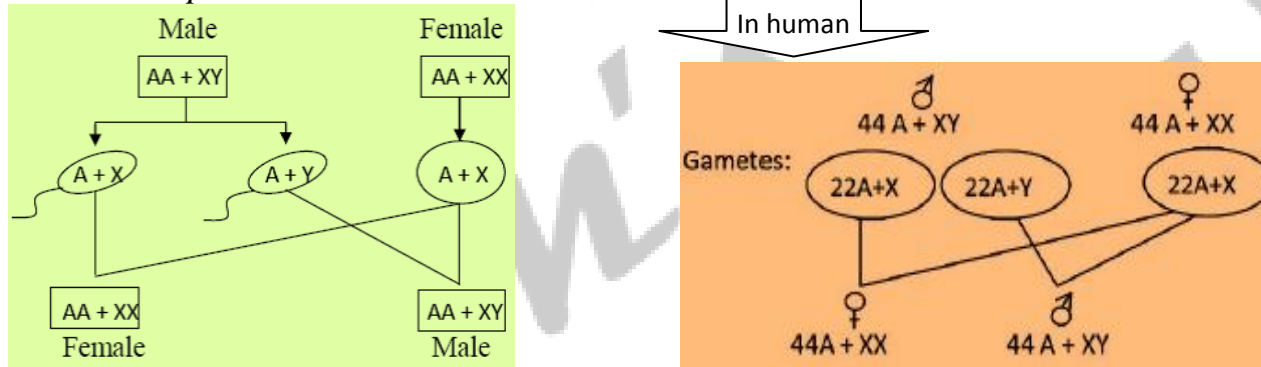 Male Female
AA + XY AA + XX
A + X A + Y A + X
AA + XX AA + XY
Female Male
In human
♂ ♀
44 A + XY 44 A + XX
Gametes:
22A+X 22A+Y 22A+X
♀ ♂
44A + XX 44 A + XY